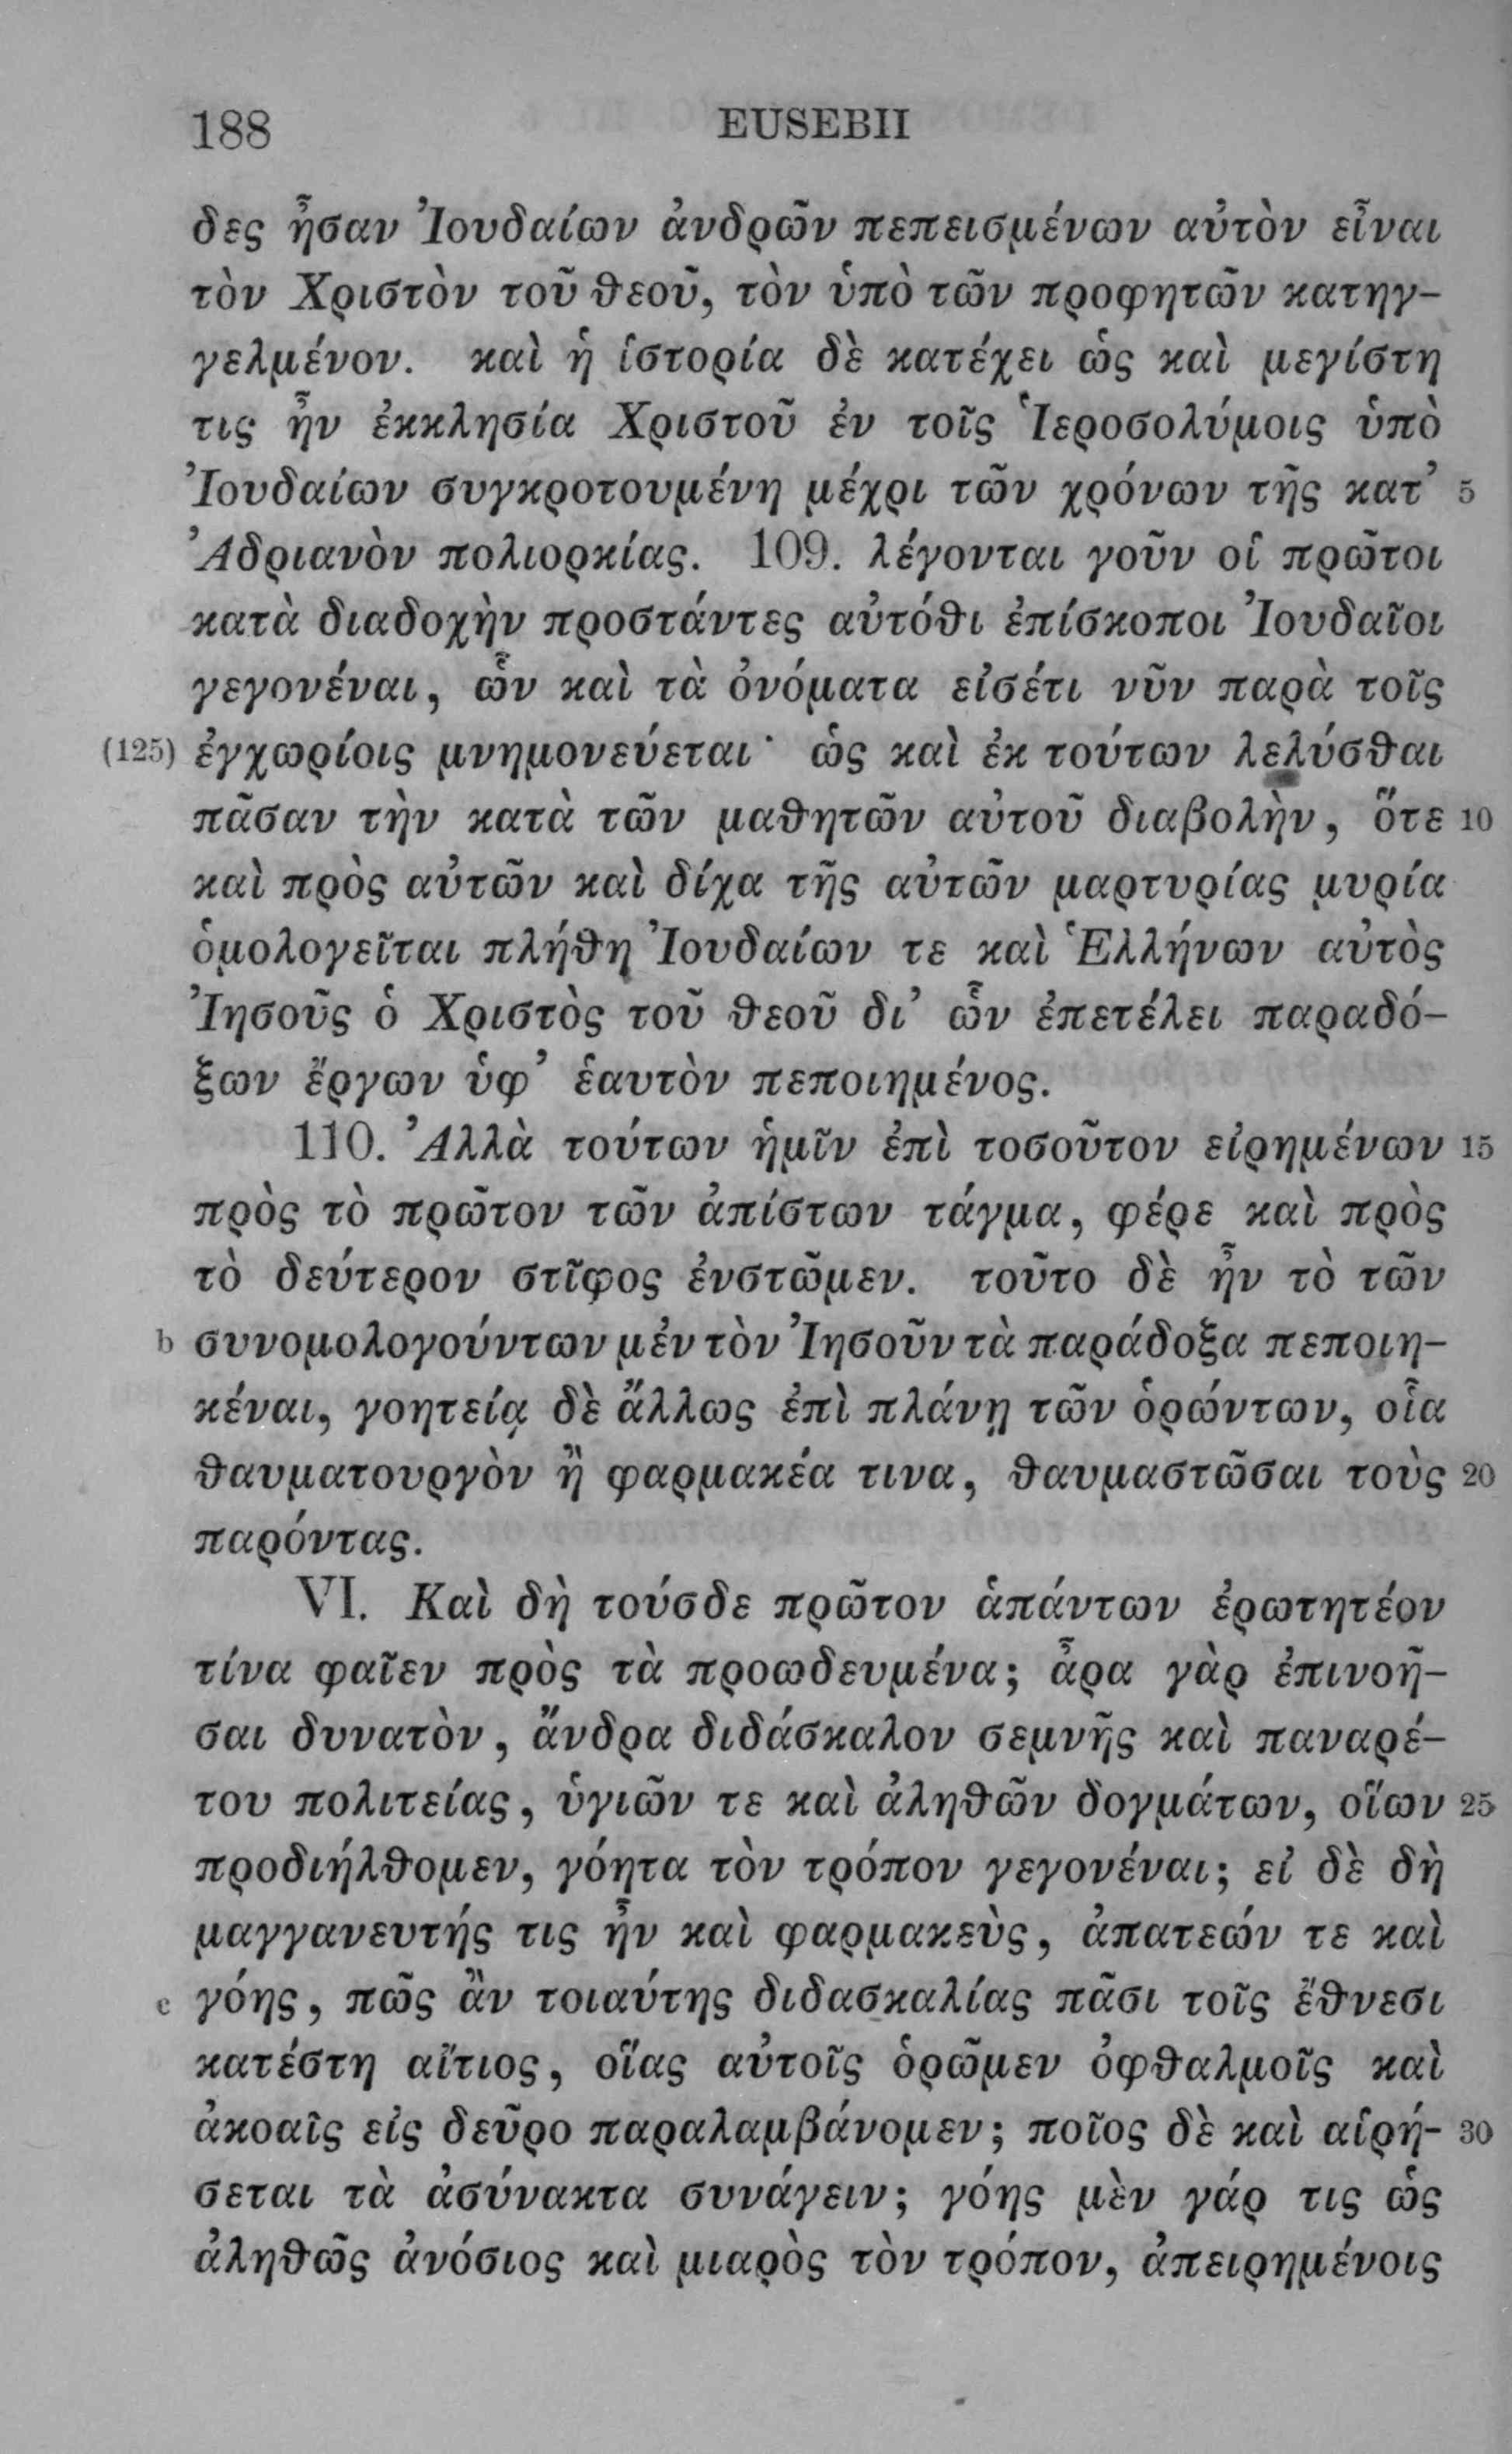 188 EUSEBII
δες ἦσαν Ἰουδαίων ἀνδρῶν πεπεισμένων αὐτὸν εἶναι
τὸν Χριστὸν τοῦ θεοῦ, τὸν ὑπὸ τῶν προφητῶν κατηγ-
γελμένον. καὶ ἡ ἱστορία δὲ κατέχει ὡς καὶ μεγίστη
τις ἦν ἐκκλησία Χριστοῦ ἐν τοῖς Ἱεροσολύμοις ὑπὸ
Ἰουδαίων συγκροτουμένη μέχρι τῶν χρόνων τῆς κατ’ 5
Ἀδριανὸν πολιορκίας. 109. λέγονται γοῦν οἱ πρῶτοι
κατὰ διαδοχὴν προστάντες αὐτόθι ἐπίσκοποι Ἰουδαῖοι
γεγονέναι, ὧν καὶ τὰ ὀνόματα εἰσέτι νῦν παρὰ τοῖς
(125) ἐγχωρίοις μνημονεύεται· ὡς καὶ ἐκ τούτων λελύσθαι
πᾶσαν τὴν κατὰ τῶν μαθητῶν αὐτοῦ διαβολὴν, ὅτε 10
καὶ πρὸς αὐτῶν καὶ δίχα τῆς αὐτῶν μαρτυρίας μυρία
ὁμολογεῖται πλήθη Ἰουδαίων τε καὶ Ἑλλήνων αὐτὸς
Ἰησοῦς ὁ Χριστὸς τοῦ θεοῦ δι’ ὧν ἐπετέλει παραδό-
ξων ἔργων ὑφ’ ἑαυτὸν πεποιημένος.
110. Ἀλλὰ τούτων ἡμῖν ἐπὶ τοσοῦτον εἰρημένων 15
πρὸς τὸ πρῶτον τῶν ἀπίστων τάγμα, φέρε καὶ πρὸς
τὸ δεύτερον στῖφος ἐνστῶμεν. τοῦτο δὲ ἦν τὸ τῶν
b συνομολογούντων μὲν τὸν Ἰησοῦν τὰ παράδοξα πεποιη-
κέναι, γοητείᾳ δὲ ἄλλως ἐπὶ πλάνῃ τῶν ὁρώντων, οἷα
θαυματουργὸν ἢ φαρμακέα τινα, θαυμαστῶσαι τοὺς 20
παρόντας.
VI. Καὶ δὴ τούσδε πρῶτον ἁπάντων ἐρωτητέον
τίνα φαῖεν πρὸς τὰ προωδευμένα; ἆρα γὰρ ἐπινοῆ-
σαι δυνατὸν, ἄνδρα διδάσκαλον σεμνῆς καὶ παναρέ-
του πολιτείας, ὑγιῶν τε καὶ ἀληθῶν δογμάτων, οἵων 25
προδιήλθομεν, γόητα τὸν τρόπον γεγονέναι; εἰ δὲ δὴ
μαγγανευτής τις ἦν καὶ φαρμακεὺς, ἀπατεών τε καὶ
c γόης, πῶς ἂν τοιαύτης διδασκαλίας πᾶσι τοῖς ἔθνεσι
κατέστη αἴτιος, οἵας αὐτοῖς ὁρῶμεν ὀφθαλμοῖς καὶ
ἀκοαῖς εἰς δεῦρο παραλαμβάνομεν; ποῖος δὲ καὶ αἱρή- 30
σεται τὰ ἀσύνακτα συνάγειν; γόης μὲν γάρ τις ὡς
ἀληθῶς ἀνόσιος καὶ μιαρὸς τὸν τρόπον, ἀπειρημένοις